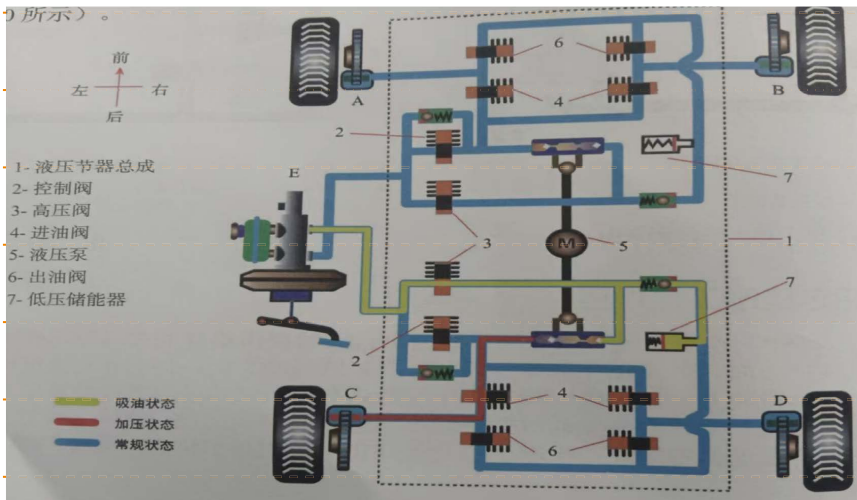 0 所示）。
前
左 右
后
1- 液压节器总成
2- 控制阀
3- 高压阀
4- 进油阀
5- 液压泵
6- 出油阀
7- 低压储能器
吸油状态
加压状态
常规状态
A
B
C
D
E
M
6
4
2
7
3
5
1
7
2
4
6